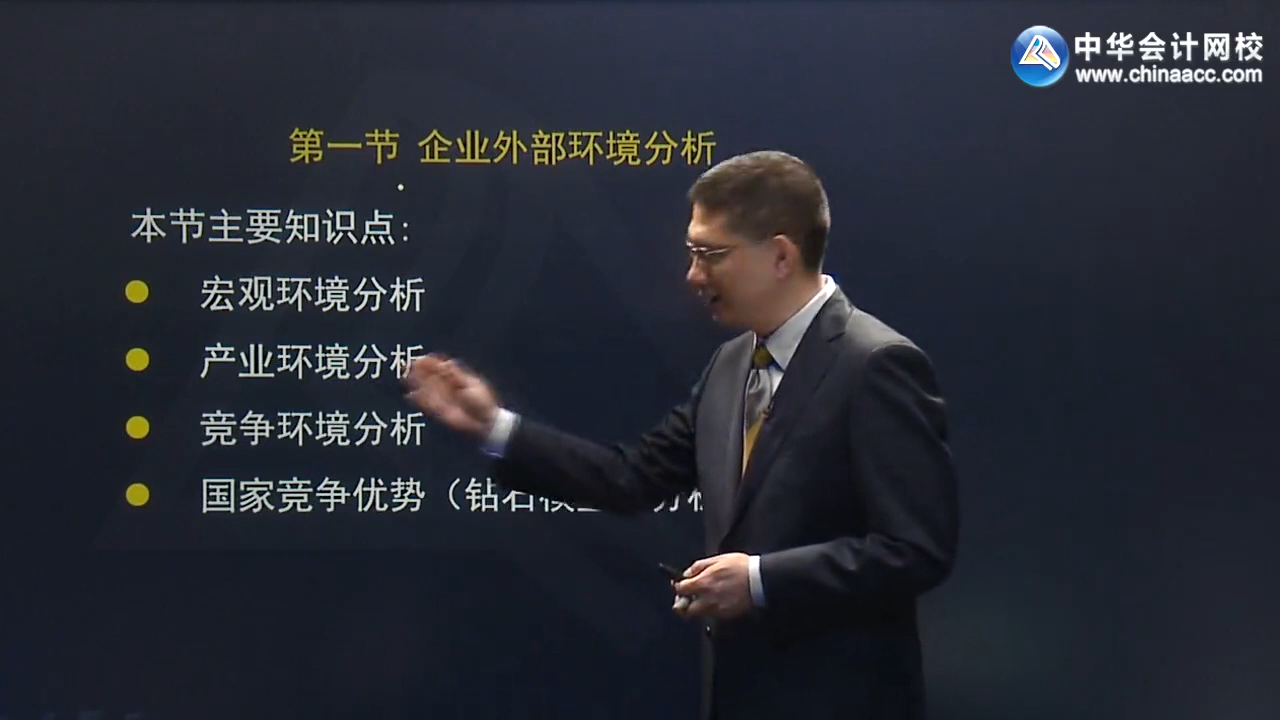 中华会计网校
www.chinaacc.com
第一节 企业外部环境分析
本节主要知识点:
宏观环境分析
产业环境分析
竞争环境分析
国家竞争优势（钻石